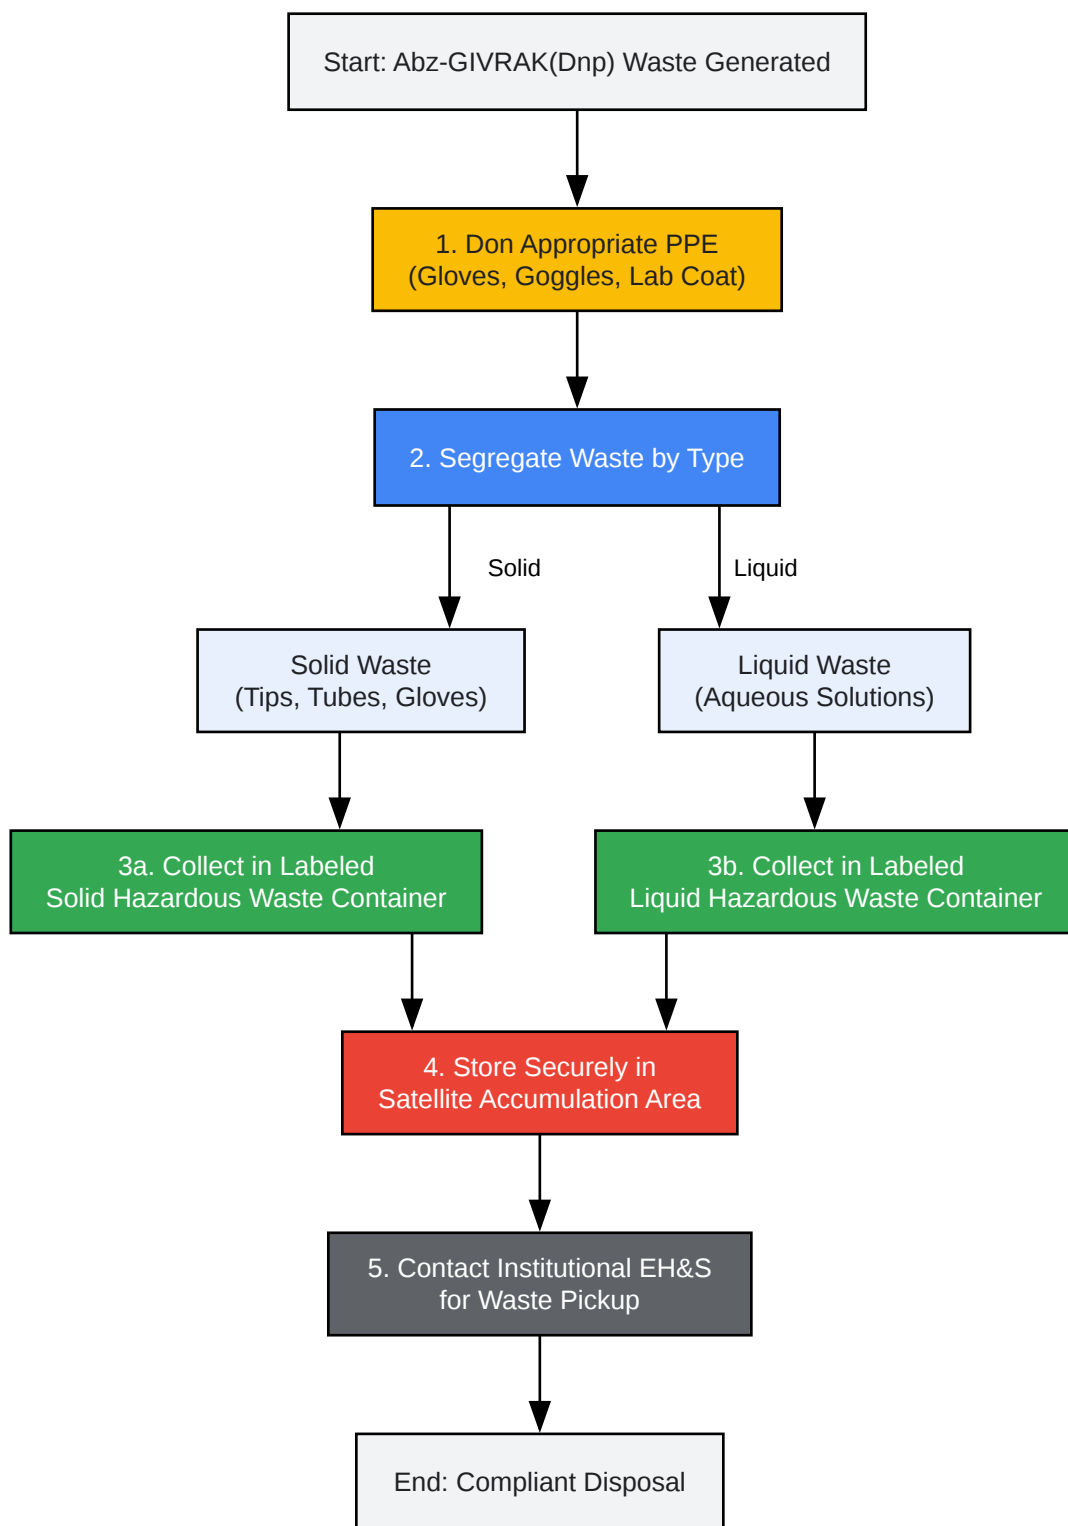 Start: Abz-GIVRAK(Dnp) Waste Generated
1. Don Appropriate PPE
(Gloves, Goggles, Lab Coat)
2. Segregate Waste by Type
Solid
Liquid
Solid Waste
(Tips, Tubes, Gloves)
Liquid Waste
(Aqueous Solutions)
3a. Collect in Labeled
Solid Hazardous Waste Container
3b. Collect in Labeled
Liquid Hazardous Waste Container
4. Store Securely in
Satellite Accumulation Area
5. Contact Institutional EH&S
for Waste Pickup
End: Compliant Disposal